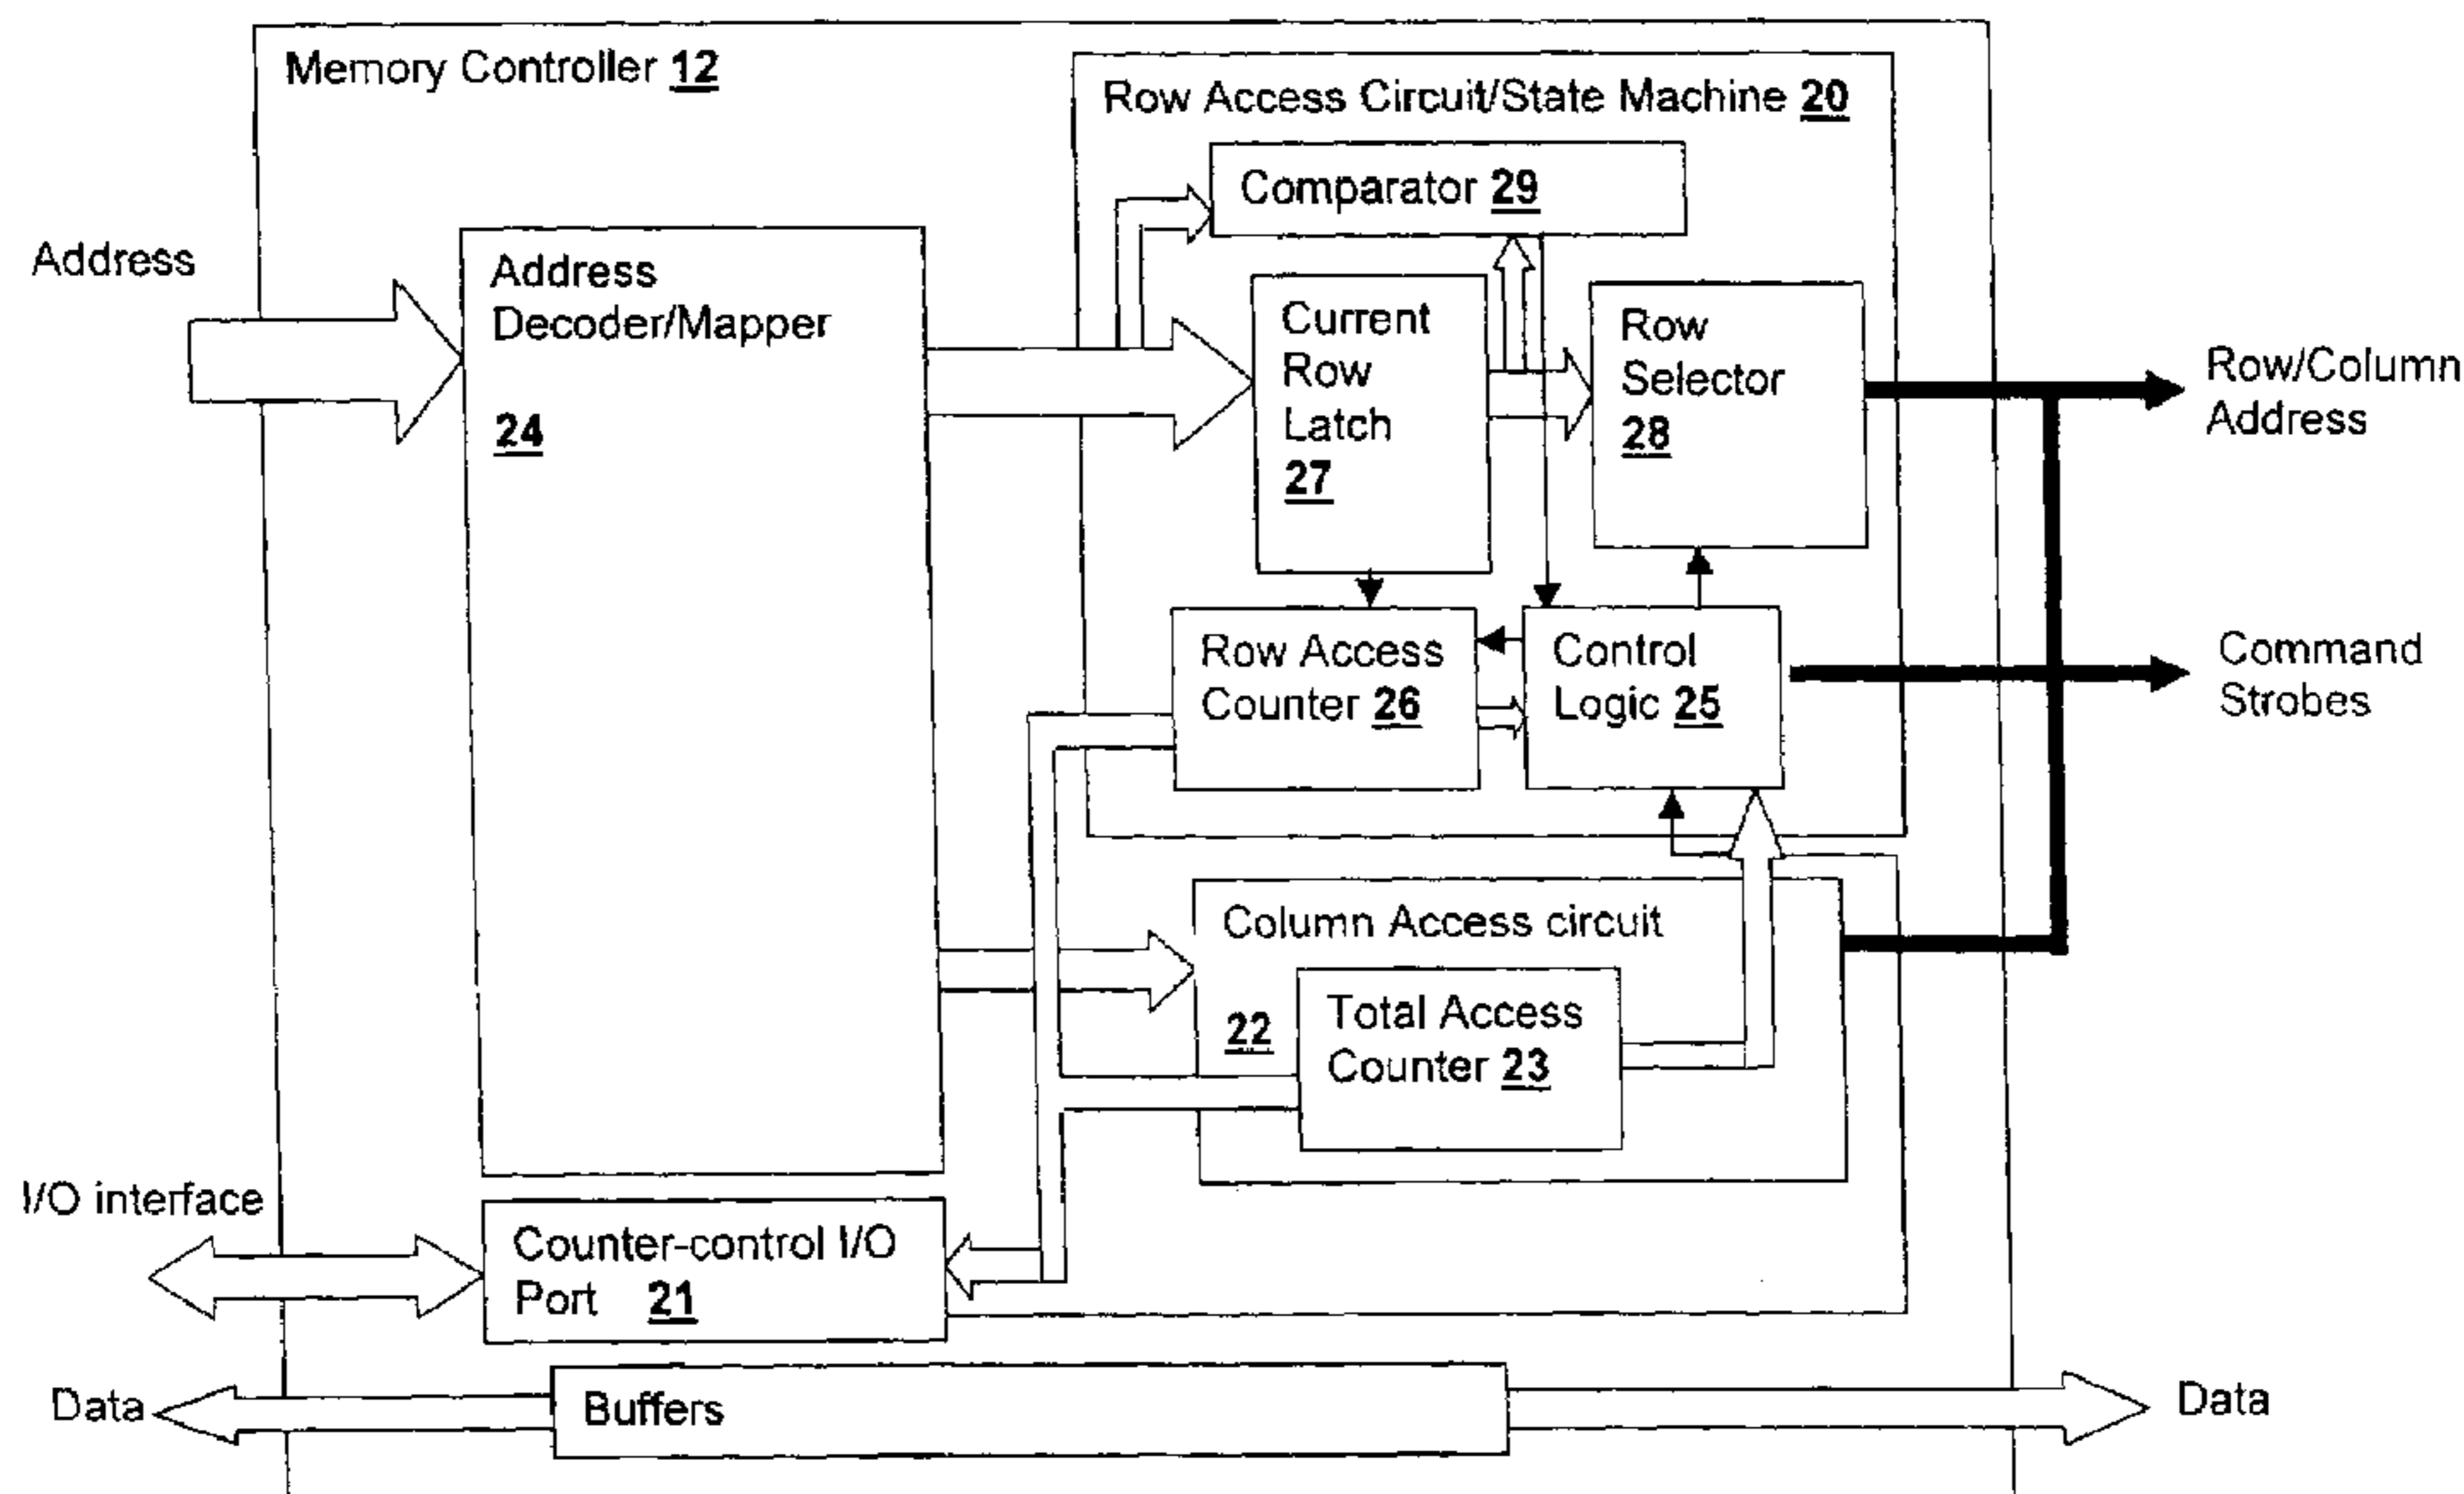 Memory Controller 12
Row Access Circuit/State Machine 20
Comparator 29
Address
Address
Decoder/Mapper
24
Current
Row
Latch
27
Row
Selector
28
Row/Column
Address
Row Access
Counter 26
Control
Logic 25
Command
Strobes
Column Access circuit
22
Total Access
Counter 23
I/O interface
Counter-control I/O
Port 21
Data
Buffers
Data